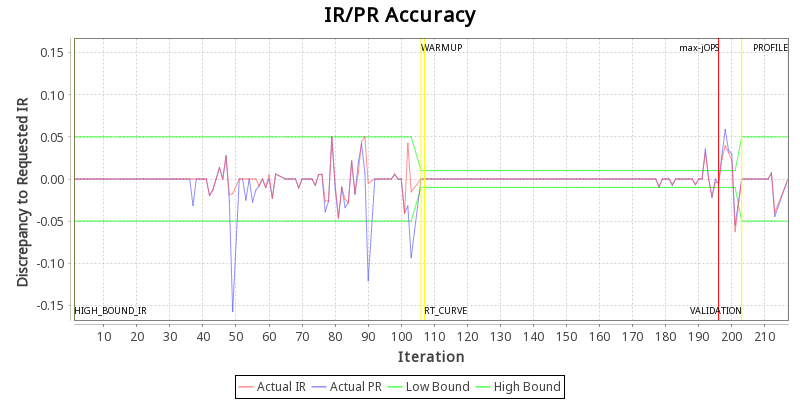 IR/PR Accuracy
WARMUP
max-jOPS
PROFILE
0.15
0.10
0.05
0.00
-0.05
-0.10
-0.15
Discrepancy to Requested IR
HIGH_BOUND_IR
RT_CURVE
VALIDATION
10 20 30 40 50 60 70 80 90 100 110 120 130 140 150 160 170 180 190 200 210
Iteration
Actual IR Actual PR Low Bound High Bound